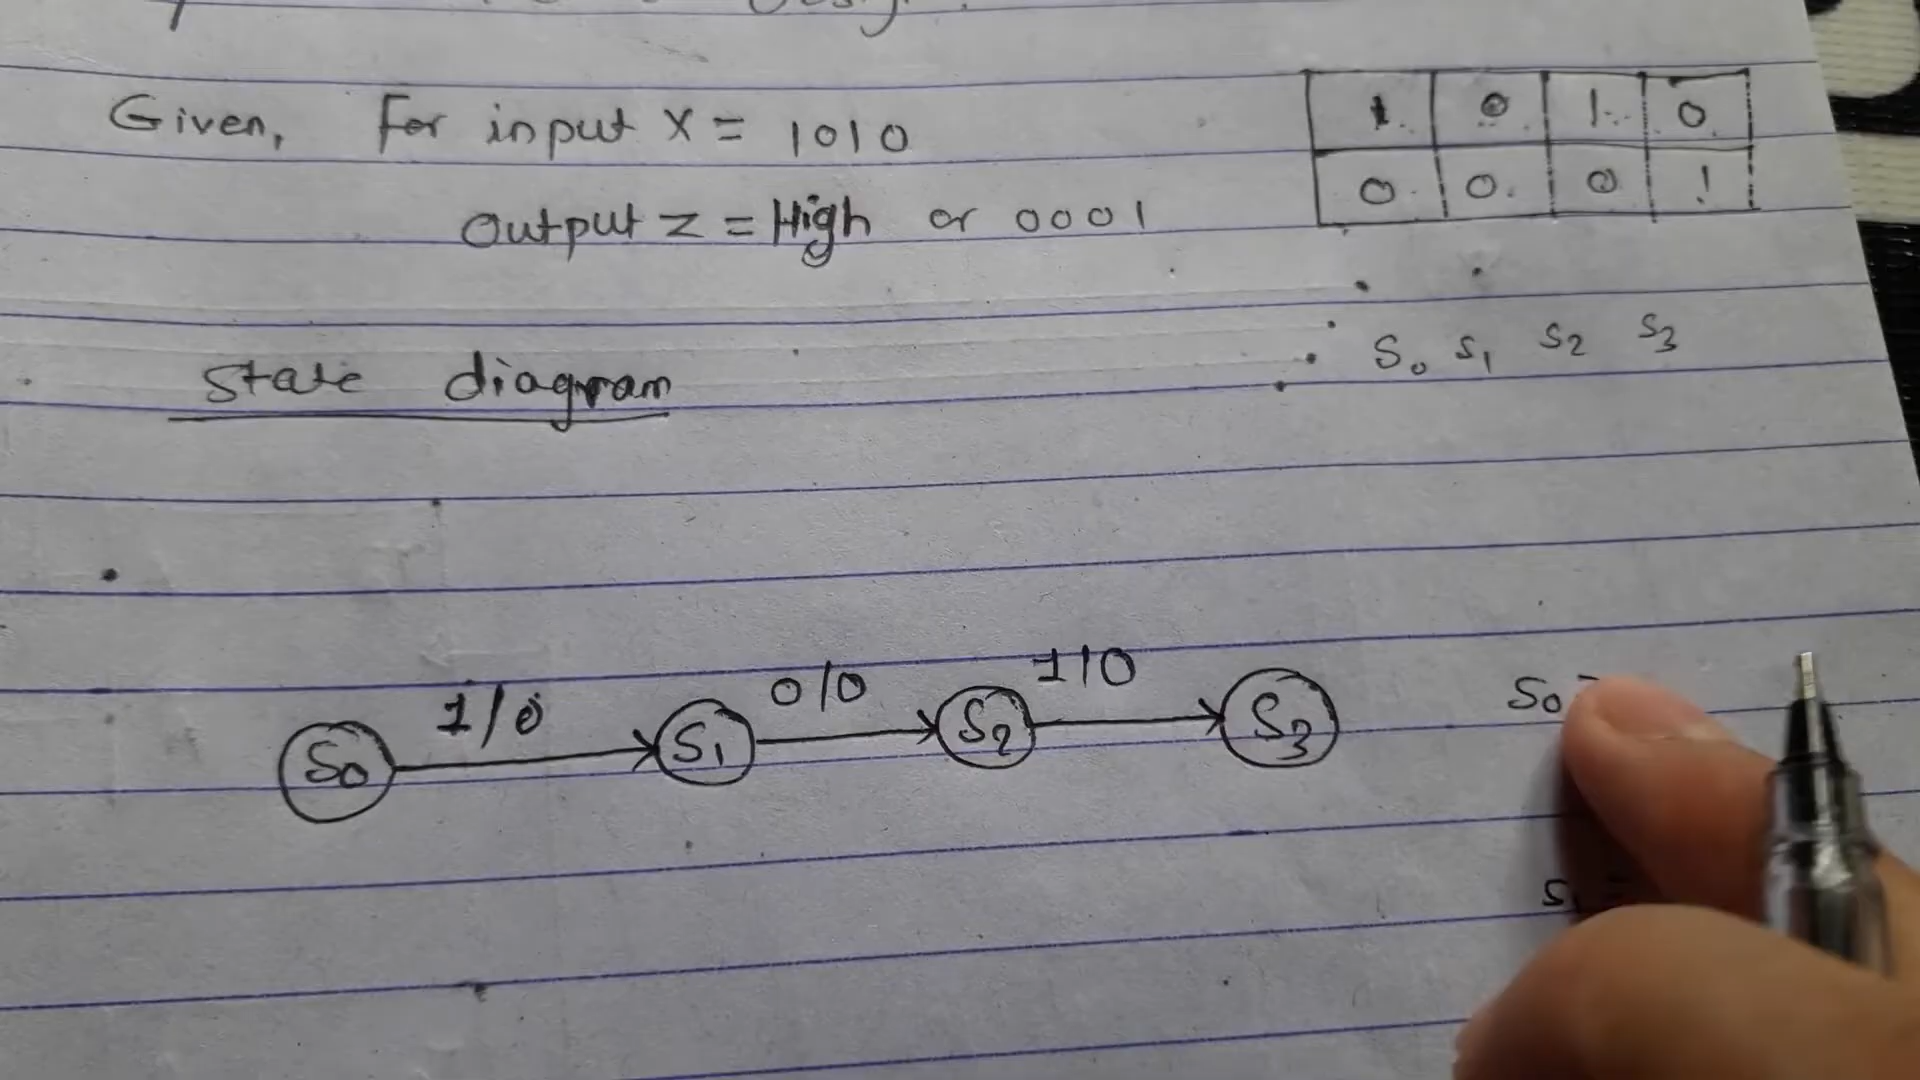 Given, For input X = 1010
Output Z = High or 0001
1 0 1 0
0 0 0 1
S0 S1 S2 S3
State diagram
1/0 0/0 1/0
S0 S1 S2 S3
S0 =
S1 =